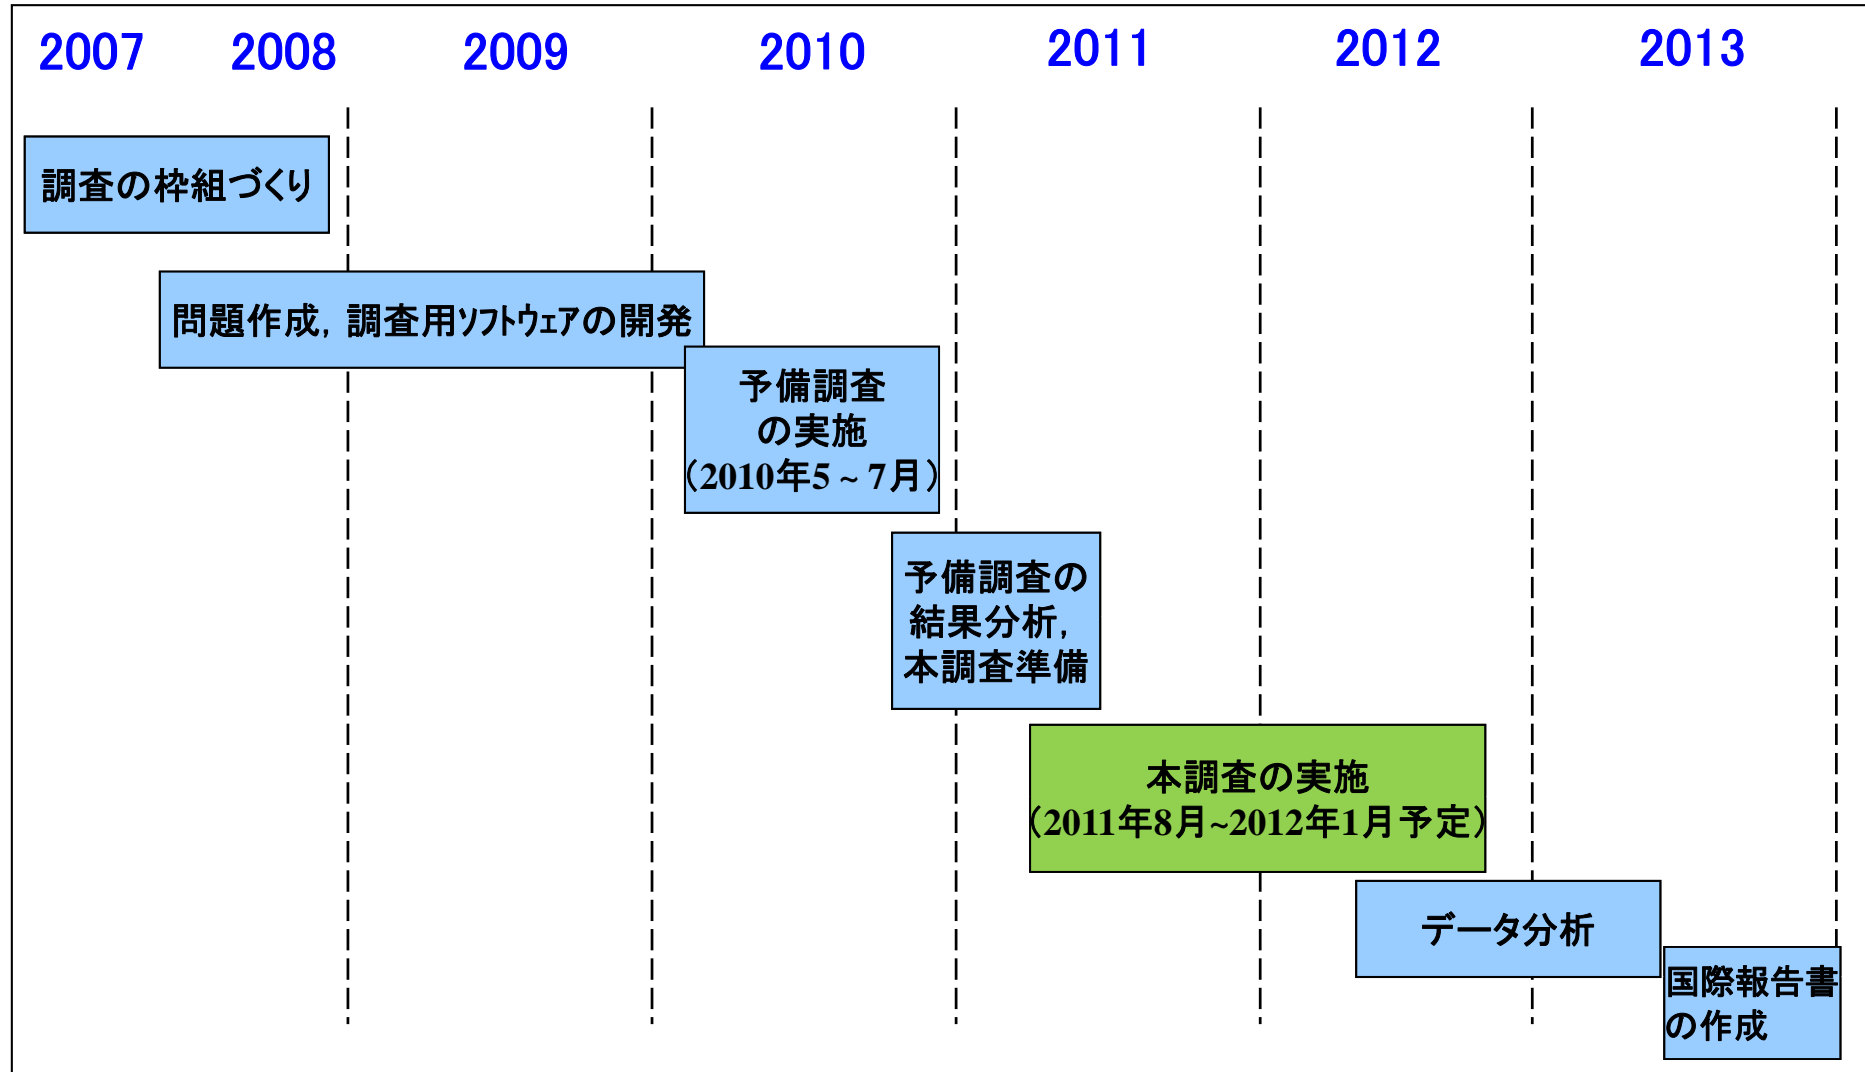 2007 2008 2009 2010 2011 2012 2013
調査の枠組づくり
問題作成，調査用ソフトウェアの開発
予備調査
の実施
（2010年5 ~ 7月）
予備調査の
結果分析，
本調査準備
本調査の実施
（2011年8月~2012年1月予定）
データ分析
国際報告書
の作成